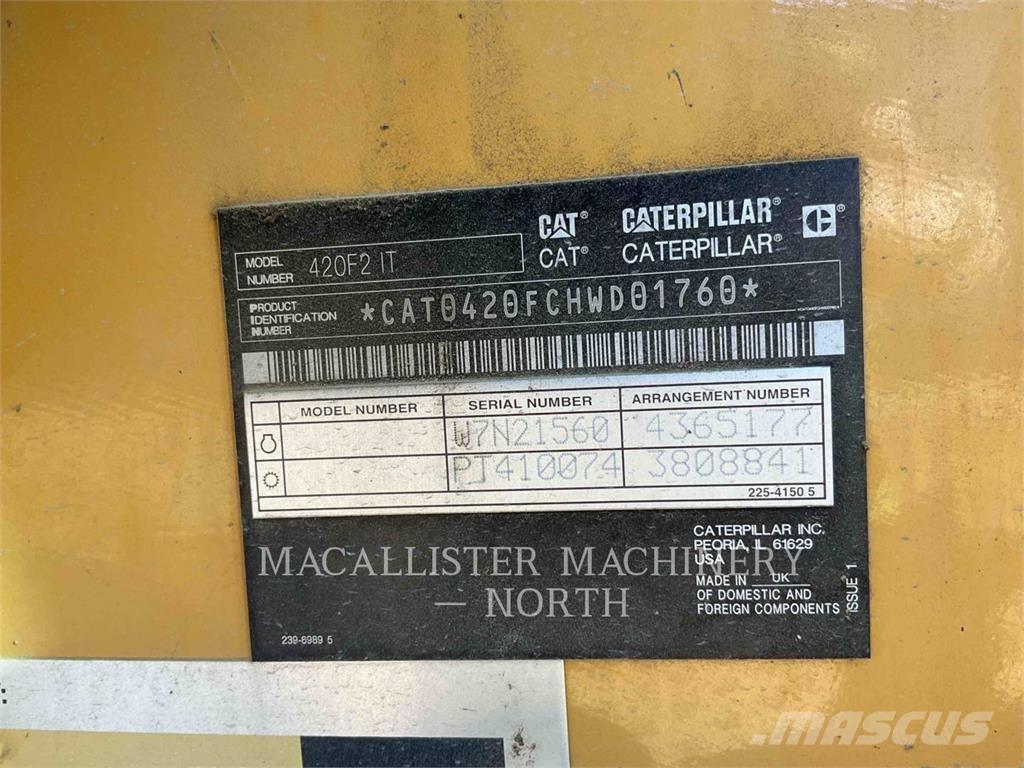 CAT® CATERPILLAR® C®
CAT® CATERPILLAR®
MODEL NUMBER 420F2 IT
PRODUCT IDENTIFICATION NUMBER *CAT0420FCHWD01760*
MODEL NUMBER SERIAL NUMBER ARRANGEMENT NUMBER
W7N21560 4365177
PJ410074 3808841
225-4150 5
CATERPILLAR INC.
PEORIA, IL 61629
USA
MADE IN UK
OF DOMESTIC AND
FOREIGN COMPONENTS
ISSUE 1
239-6989 5
MACALLISTER MACHINERY
— NORTH
MASCUS